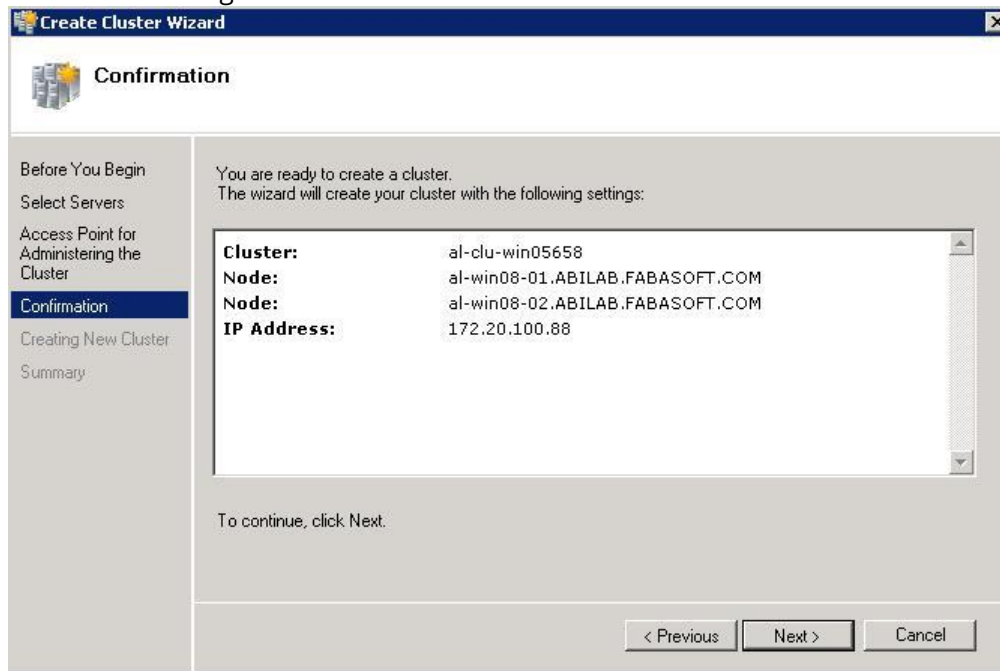 Create Cluster Wizard
Confirmation
Before You Begin
Select Servers
Access Point for
Administering the
Cluster
Confirmation
Creating New Cluster
Summary
You are ready to create a cluster.
The wizard will create your cluster with the following settings:
Cluster: al-clu-win05658
Node: al-win08-01.ABILAB.FABASOFT.COM
Node: al-win08-02.ABILAB.FABASOFT.COM
IP Address: 172.20.100.88
To continue, click Next.
< Previous Next > Cancel